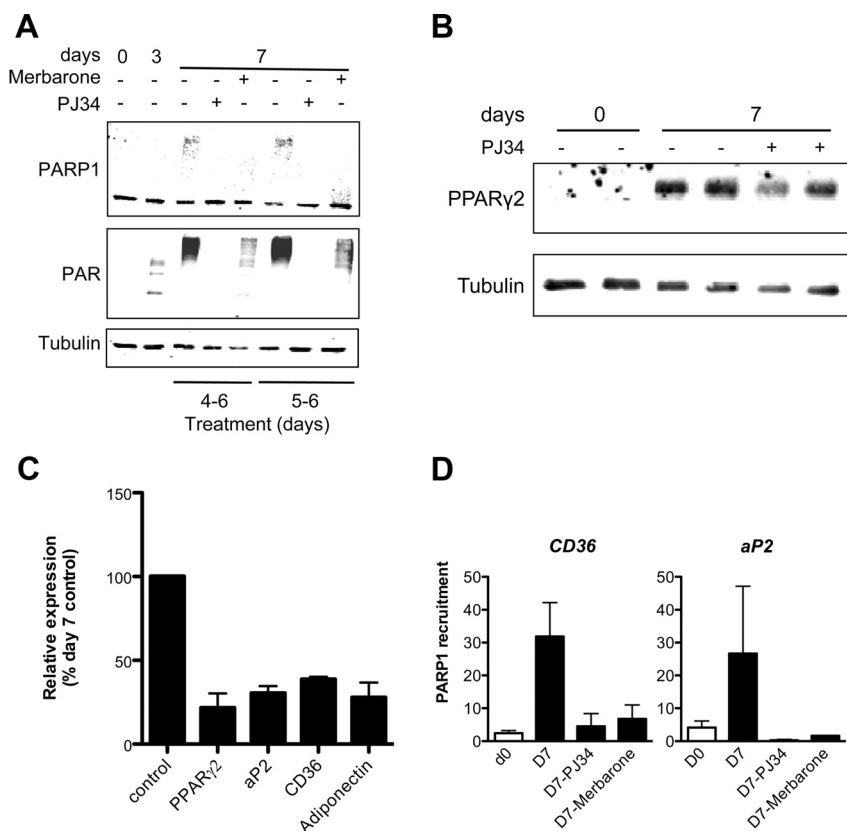 A
days 0 3 7
Merbarone - - - - + - - +
PJ34 - - - + - - + -
PARP1
PAR
Tubulin
4-6 5-6
Treatment (days)
B
days 0 7
PJ34 - - - - + +
PPARγ2
Tubulin
C
Relative expression
(% day 7 control)
150
100
50
0
control
PPARγ2
aP2
CD36
Adiponectin
D
CD36
PARP1 recruitment
50
40
30
20
10
0
d0
D7
D7-PJ34
D7-Merbarone
aP2
50
40
30
20
10
0
D0
D7
D7-PJ34
D7-Merbarone